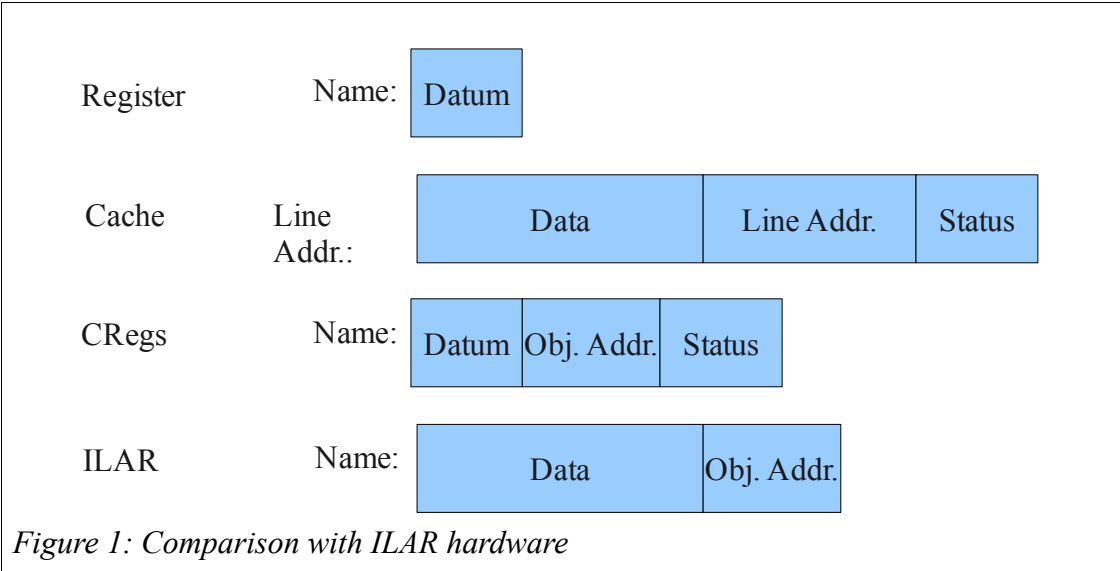 Register Name: Datum
Cache Line Addr.: Data Line Addr. Status
CRegs Name: Datum Obj. Addr. Status
ILAR Name: Data Obj. Addr.
Figure 1: Comparison with ILAR hardware